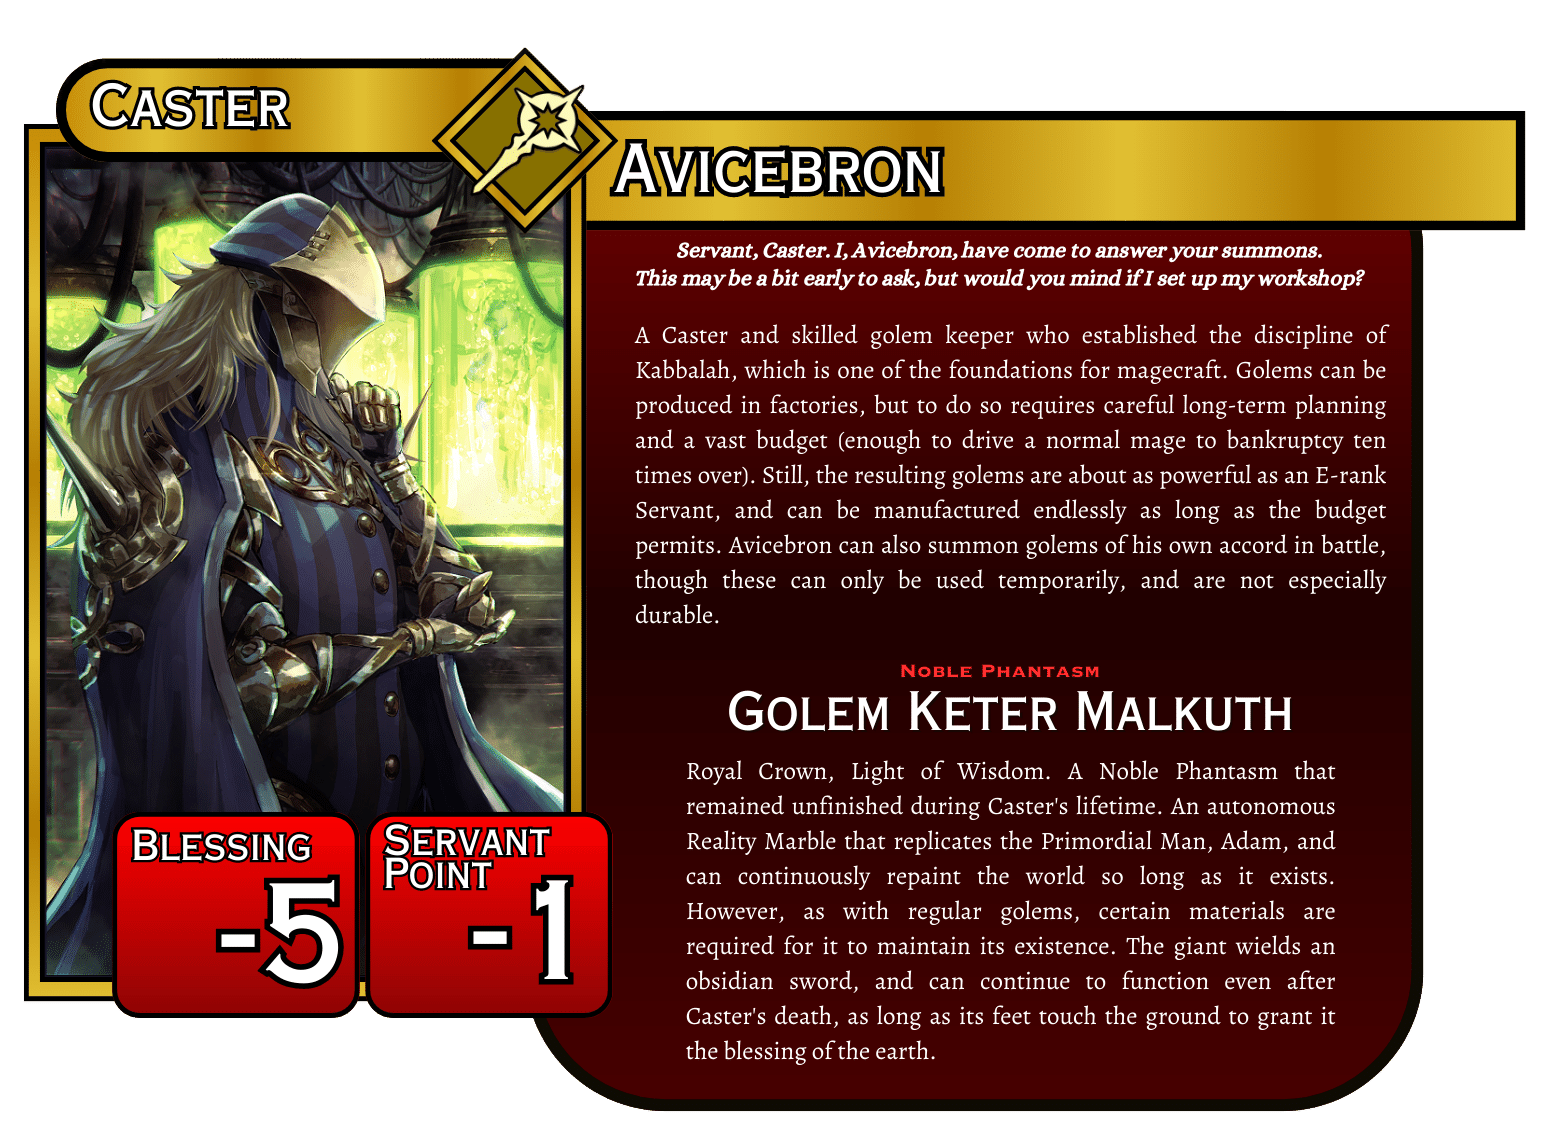 CASTER
AVICEBRON
Servant, Caster. I, Avicebron, have come to answer your summons.
This may be a bit early to ask, but would you mind if I set up my workshop?
A Caster and skilled golem keeper who established the discipline of
Kabbalah, which is one of the foundations for magecraft. Golems can be
produced in factories, but to do so requires careful long-term planning
and a vast budget (enough to drive a normal mage to bankruptcy ten
times over). Still, the resulting golems are about as powerful as an E-rank
Servant, and can be manufactured endlessly as long as the budget
permits. Avicebron can also summon golems of his own accord in battle,
though these can only be used temporarily, and are not especially
durable.
NOBLE PHANTASM
GOLEM KETER MALKUTH
Royal Crown, Light of Wisdom. A Noble Phantasm that
remained unfinished during Caster's lifetime. An autonomous
Reality Marble that replicates the Primordial Man, Adam, and
can continuously repaint the world so long as it exists.
However, as with regular golems, certain materials are
required for it to maintain its existence. The giant wields an
obsidian sword, and can continue to function even after
Caster's death, as long as its feet touch the ground to grant it
the blessing of the earth.
BLESSING
-5
SERVANT
POINT
-1